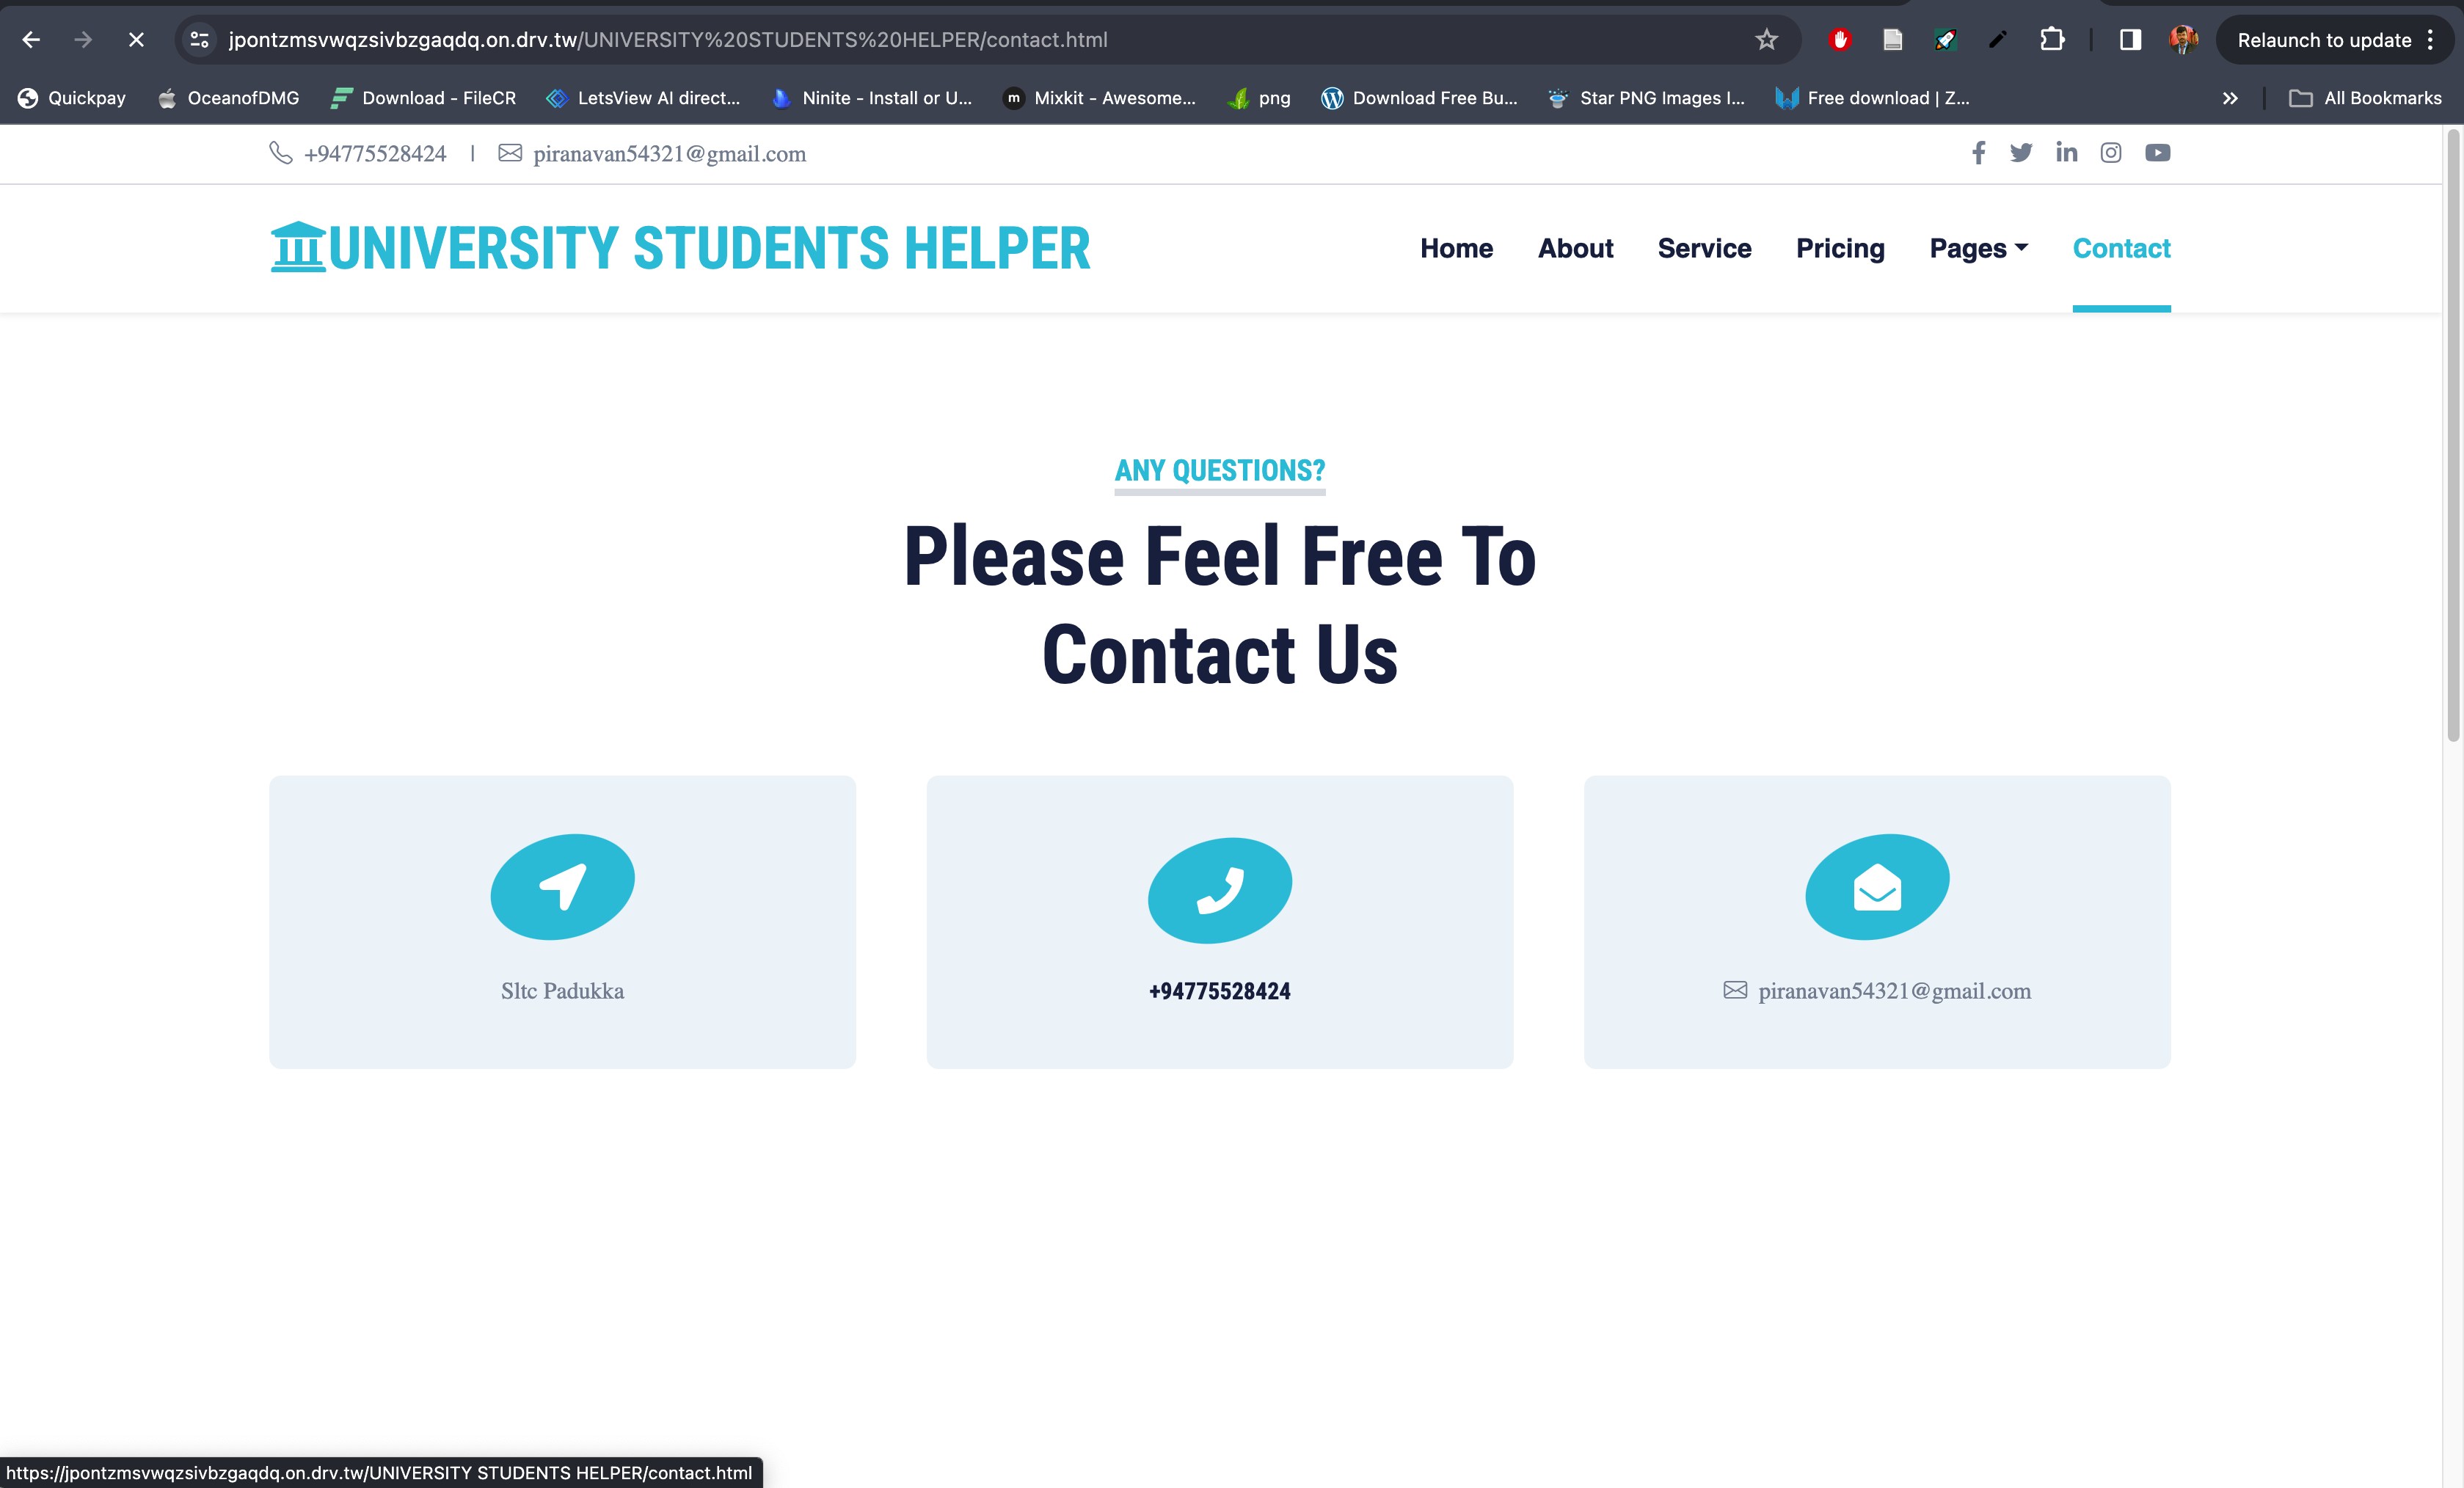 jpontzmsvwqzsivbzgaqdq.on.drv.tw/UNIVERSITY%20STUDENTS%20HELPER/contact.html
Relaunch to update
Quickpay
OceanofDMG
Download - FileCR
LetsView AI direct...
Ninite - Install or U...
m
Mixkit - Awesome...
png
Download Free Bu...
Star PNG Images I...
Free download | Z...
All Bookmarks
+94775528424 | piranavan54321@gmail.com
UNIVERSITY STUDENTS HELPER
Home
About
Service
Pricing
Pages
Contact
ANY QUESTIONS?
Please Feel Free To
Contact Us
Sltc Padukka
+94775528424
piranavan54321@gmail.com
https://jpontzmsvwqzsivbzgaqdq.on.drv.tw/UNIVERSITY STUDENTS HELPER/contact.html